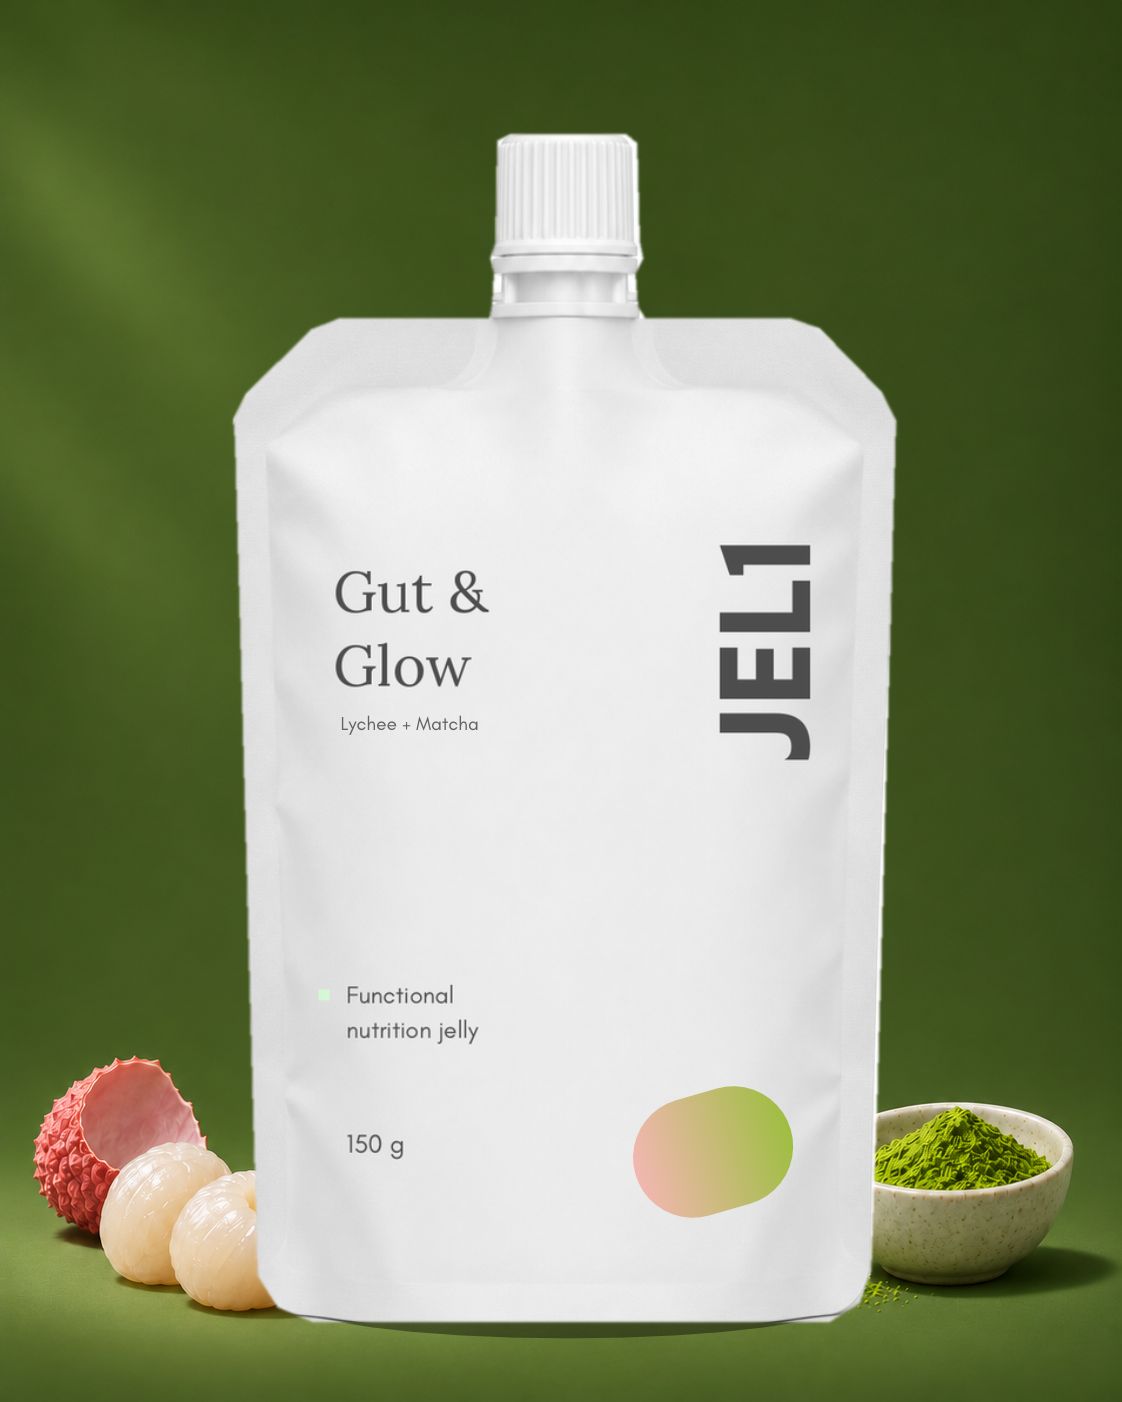 Gut &
Glow
Lychee + Matcha
JEL1
Functional
nutrition jelly
150 g